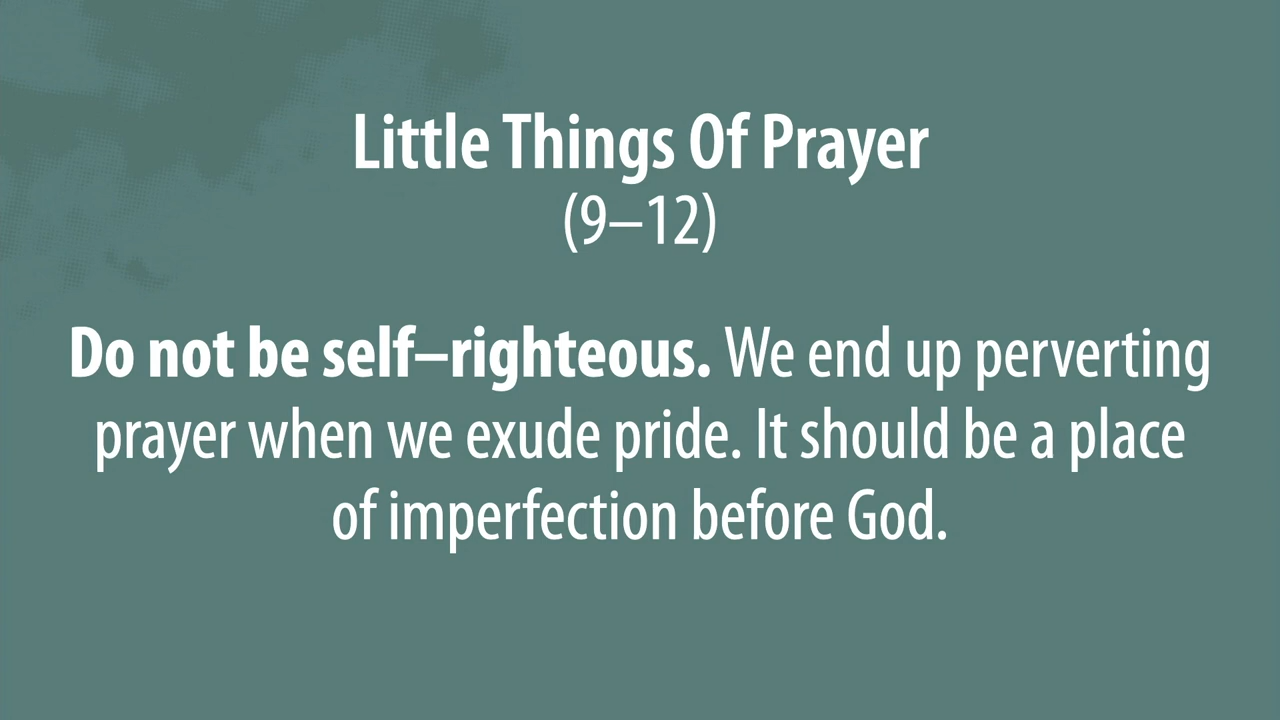 Little Things Of Prayer
(9–12)
Do not be self–righteous. We end up perverting
prayer when we exude pride. It should be a place
of imperfection before God.